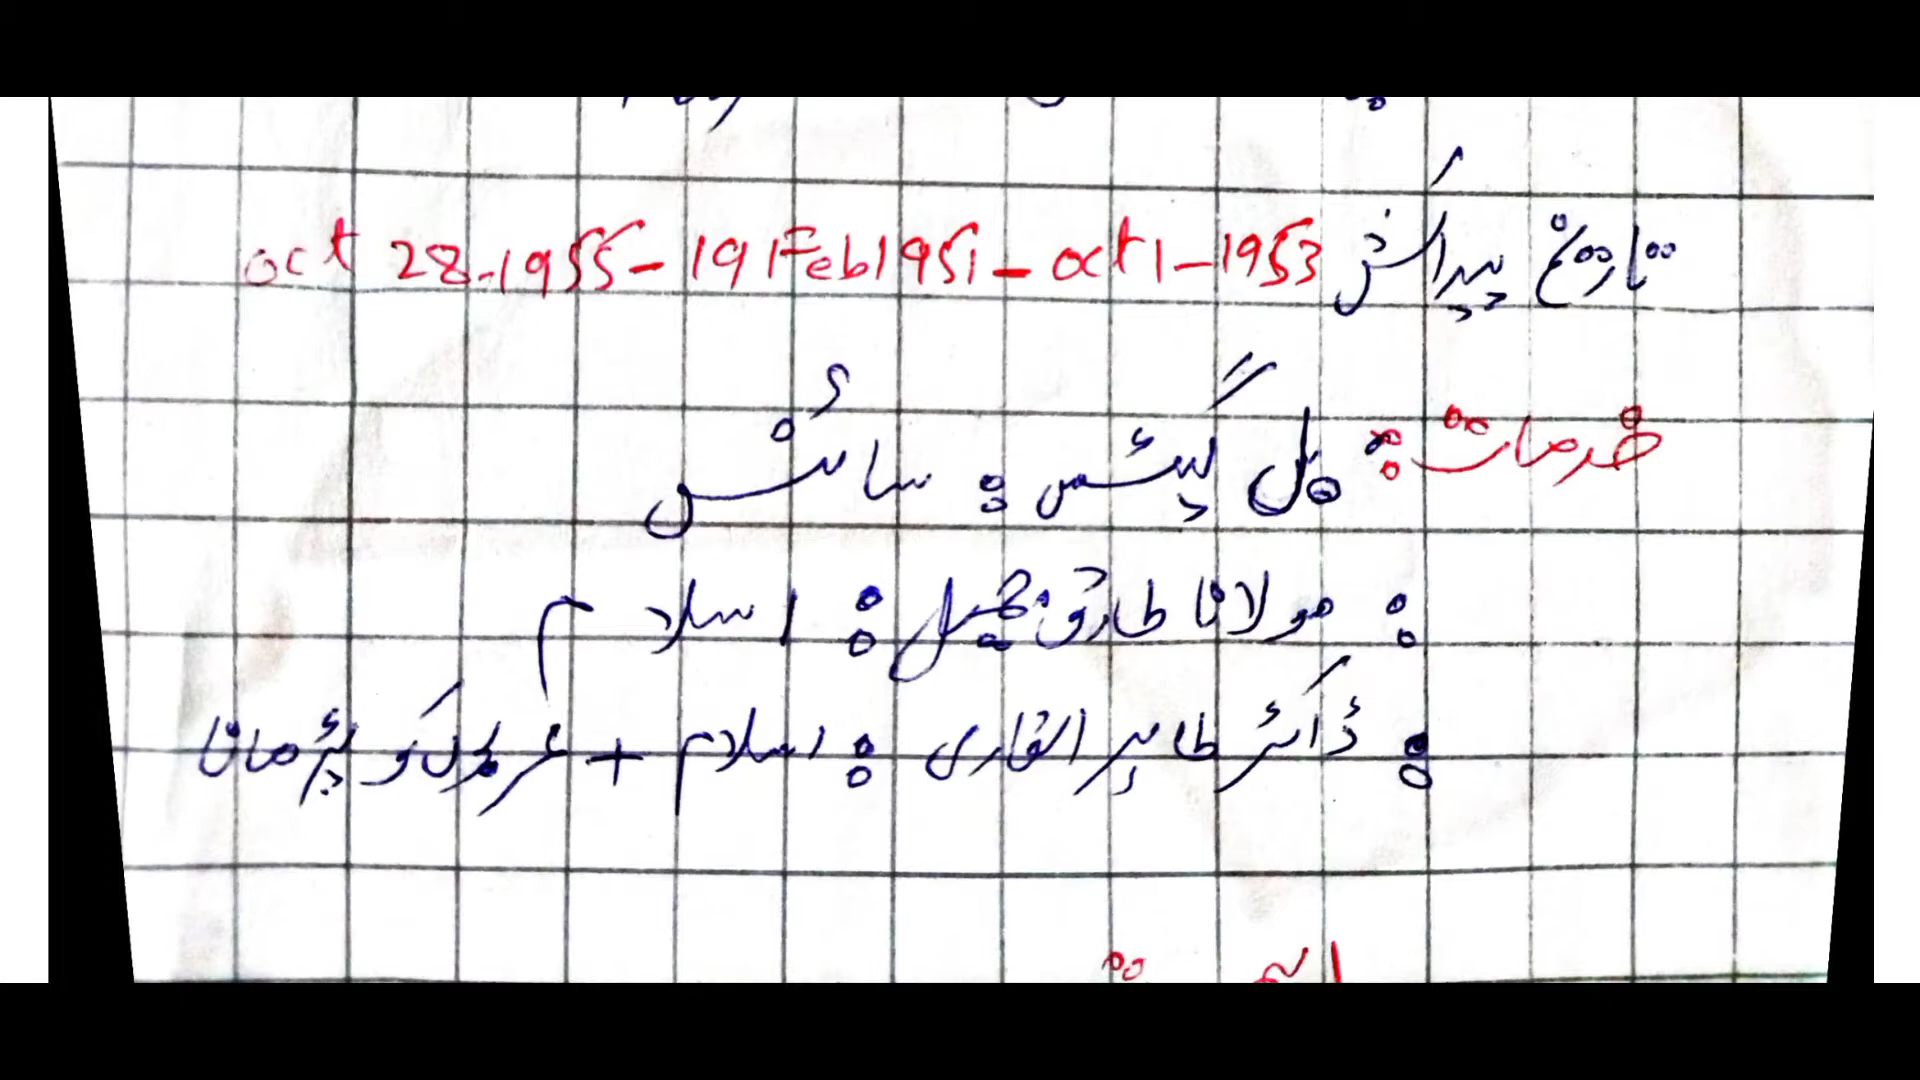 تاریخ پیدائش oct 28-1955 - 19 Feb 1951 - oct 1 - 1953
خدمات: بل گیٹس: سائنس
: مولانا طارق جمیل: اسلام
: ڈاکٹر طاہر القادری: اسلام + غریبوں کو پڑھانا